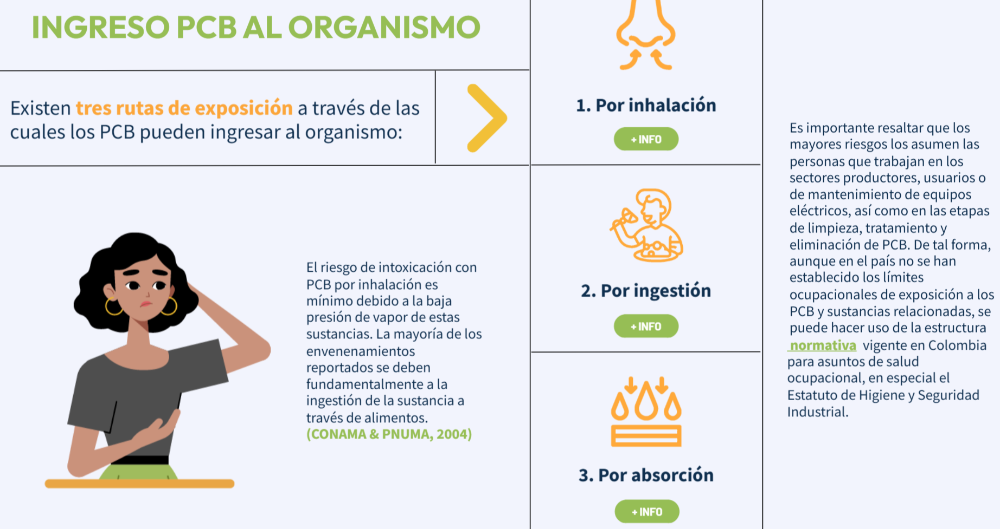 INGRESO PCB AL ORGANISMO
Existen tres rutas de exposición a través de las
cuales los PCB pueden ingresar al organismo:
El riesgo de intoxicación con
PCB por inhalación es
mínimo debido a la baja
presión de vapor de estas
sustancias. La mayoría de los
envenenamientos
reportados se deben
fundamentalmente a la
ingestión de la sustancia a
través de alimentos.
(CONAMA & PNUMA, 2004)
1. Por inhalación
+ INFO
2. Por ingestión
+ INFO
3. Por absorción
+ INFO
Es importante resaltar que los
mayores riesgos los asumen las
personas que trabajan en los
sectores productores, usuarios o
de mantenimiento de equipos
eléctricos, así como en las etapas
de limpieza, tratamiento y
eliminación de PCB. De tal forma,
aunque en el país no se han
establecido los límites
ocupacionales de exposición a los
PCB y sustancias relacionadas, se
puede hacer uso de la estructura
normativa vigente en Colombia
para asuntos de salud
ocupacional, en especial el
Estatuto de Higiene y Seguridad
Industrial.